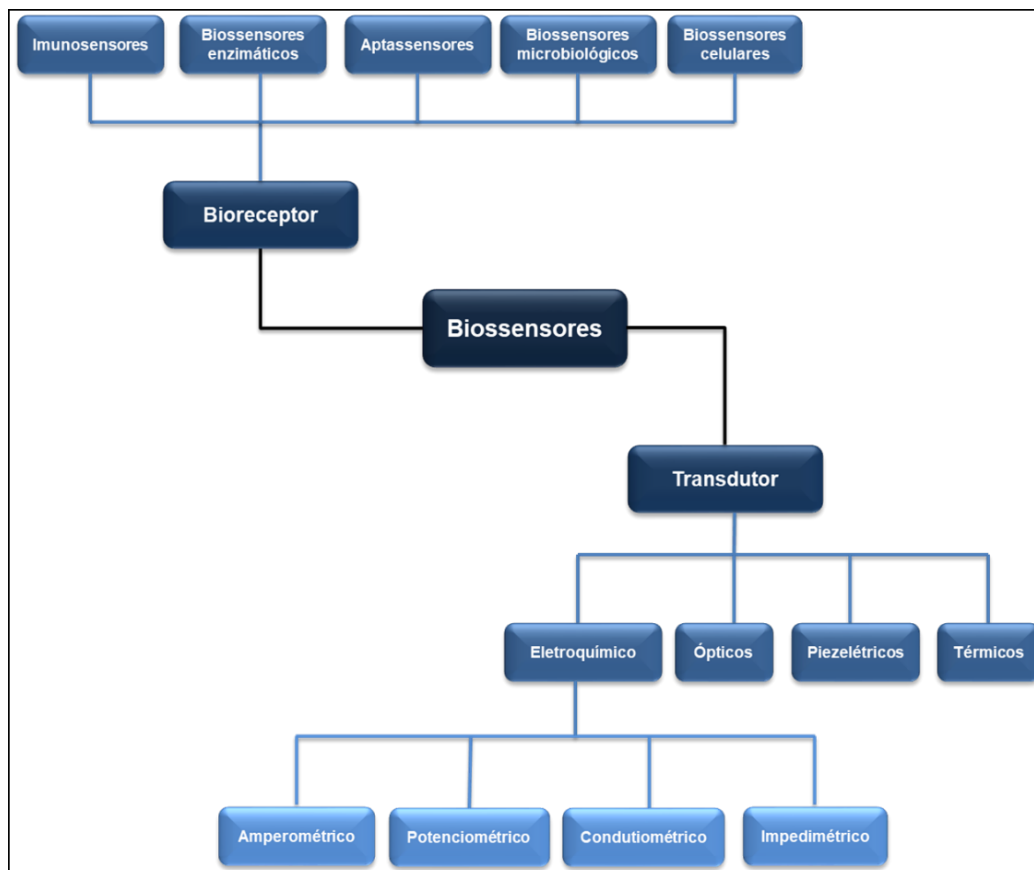 Imunosensores
Biossensores
enzimáticos
Aptassensores
Biossensores
microbiológicos
Biossensores
celulares
Bioreceptor
Biossensores
Transdutor
Eletroquímico
Ópticos
Piezelétricos
Térmicos
Amperométrico
Potenciométrico
Condutiométrico
Impedimétrico